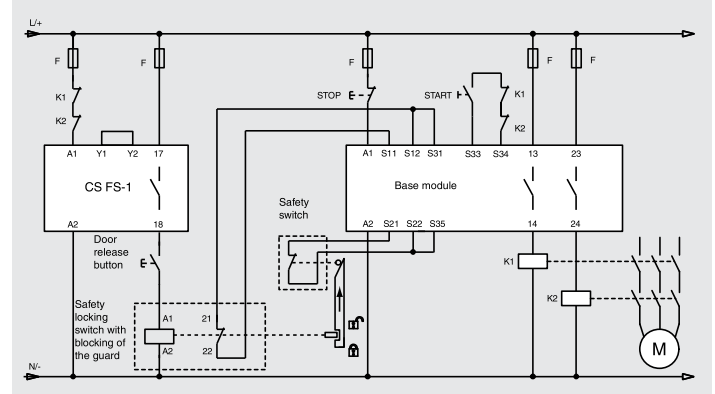 L/+
F
F
F
F
F
K1
K2
STOP
START
K1
K2
A1
Y1
Y2
17
A1
S11
S12
S31
S33
S34
13
23
CS FS-1
Base module
A2
18
A2
S21
S22
S35
14
24
Safety
switch
Door
release
button
K1
K2
Safety
locking
switch with
blocking of
the guard
A1
21
A2
22
M
N/-